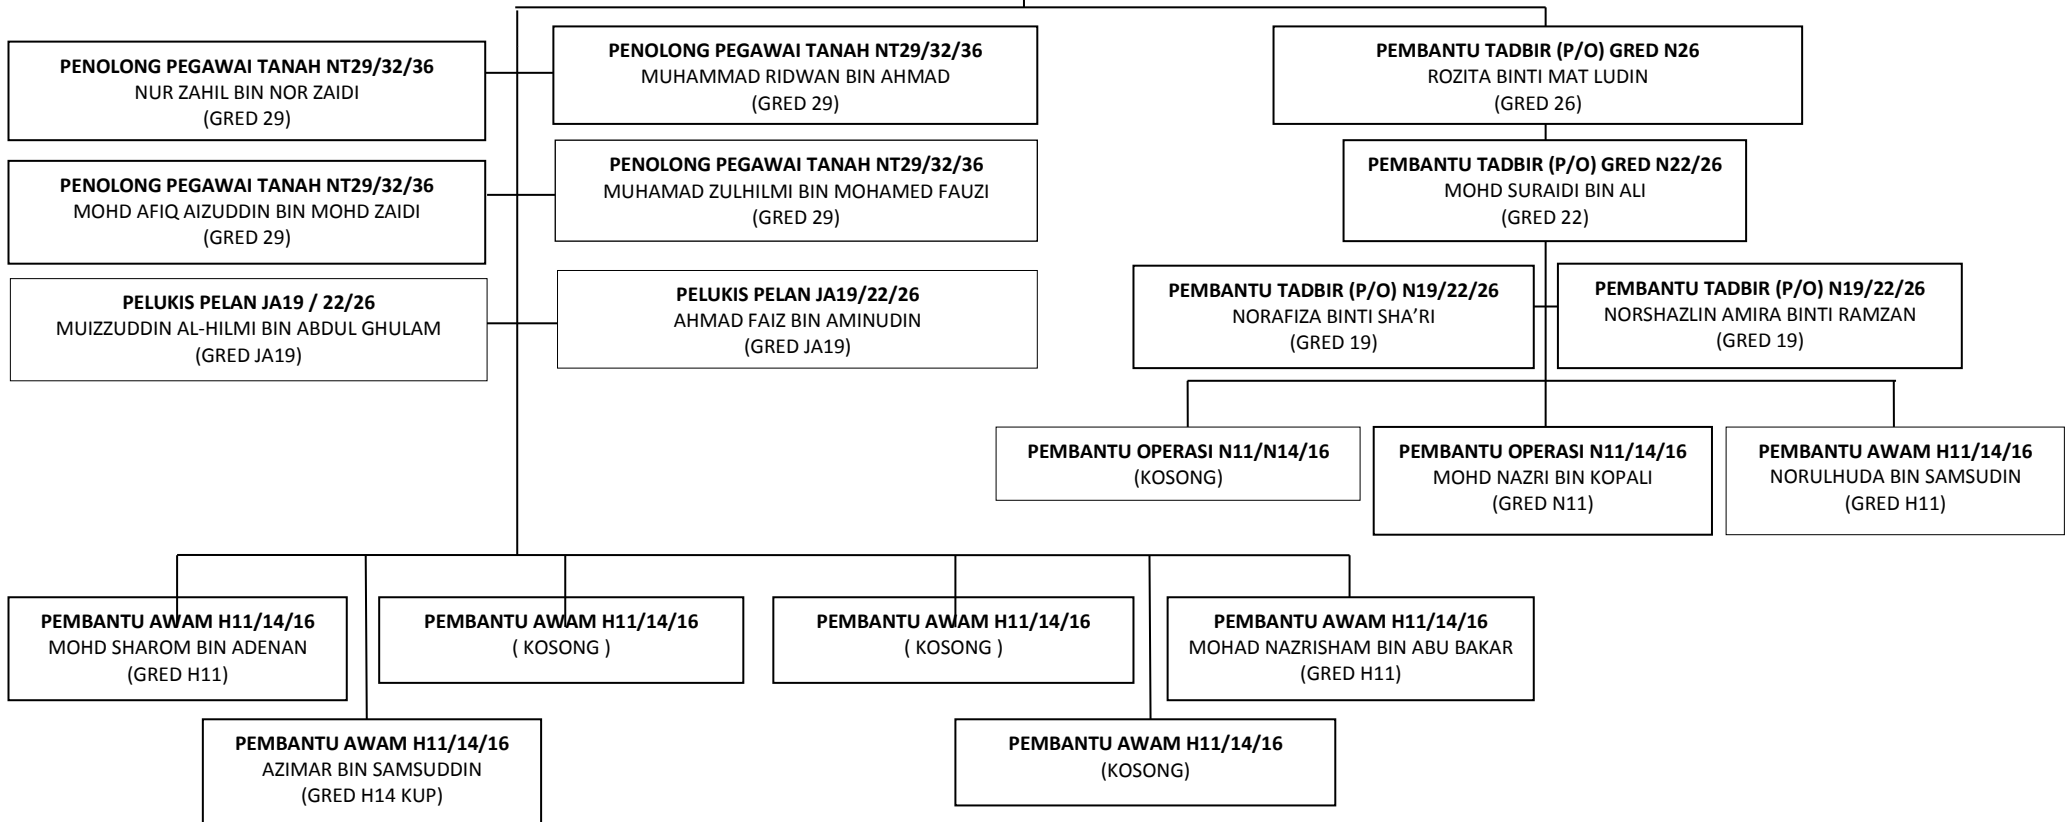 PENOLONG PEGAWAI TANAH NT29/32/36
NUR ZAHIL BIN NOR ZAIDI
(GRED 29)
PENOLONG PEGAWAI TANAH NT29/32/36
MUHAMMAD RIDWAN BIN AHMAD
(GRED 29)
PEMBANTU TADBIR (P/O) GRED N26
ROZITA BINTI MAT LUDIN
(GRED 26)
PENOLONG PEGAWAI TANAH NT29/32/36
MOHD AFIQ AIZUDDIN BIN MOHD ZAIDI
(GRED 29)
PENOLONG PEGAWAI TANAH NT29/32/36
MUHAMAD ZULHILMI BIN MOHAMED FAUZI
(GRED 29)
PEMBANTU TADBIR (P/O) GRED N22/26
MOHD SURAIDI BIN ALI
(GRED 22)
PELUKIS PELAN JA19 / 22/26
MUIZZUDDIN AL-HILMI BIN ABDUL GHULAM
(GRED JA19)
PELUKIS PELAN JA19/22/26
AHMAD FAIZ BIN AMINUDIN
(GRED JA19)
PEMBANTU TADBIR (P/O) N19/22/26
NORAFIZA BINTI SHA’RI
(GRED 19)
PEMBANTU TADBIR (P/O) N19/22/26
NORSHAZLIN AMIRA BINTI RAMZAN
(GRED 19)
PEMBANTU OPERASI N11/N14/16
(KOSONG)
PEMBANTU OPERASI N11/14/16
MOHD NAZRI BIN KOPALI
(GRED N11)
PEMBANTU AWAM H11/14/16
NORULHUDA BIN SAMSUDIN
(GRED H11)
PEMBANTU AWAM H11/14/16
MOHD SHAROM BIN ADENAN
(GRED H11)
PEMBANTU AWAM H11/14/16
( KOSONG )
PEMBANTU AWAM H11/14/16
( KOSONG )
PEMBANTU AWAM H11/14/16
MOHAD NAZRISHAM BIN ABU BAKAR
(GRED H11)
PEMBANTU AWAM H11/14/16
AZIMAR BIN SAMSUDDIN
(GRED H14 KUP)
PEMBANTU AWAM H11/14/16
(KOSONG)